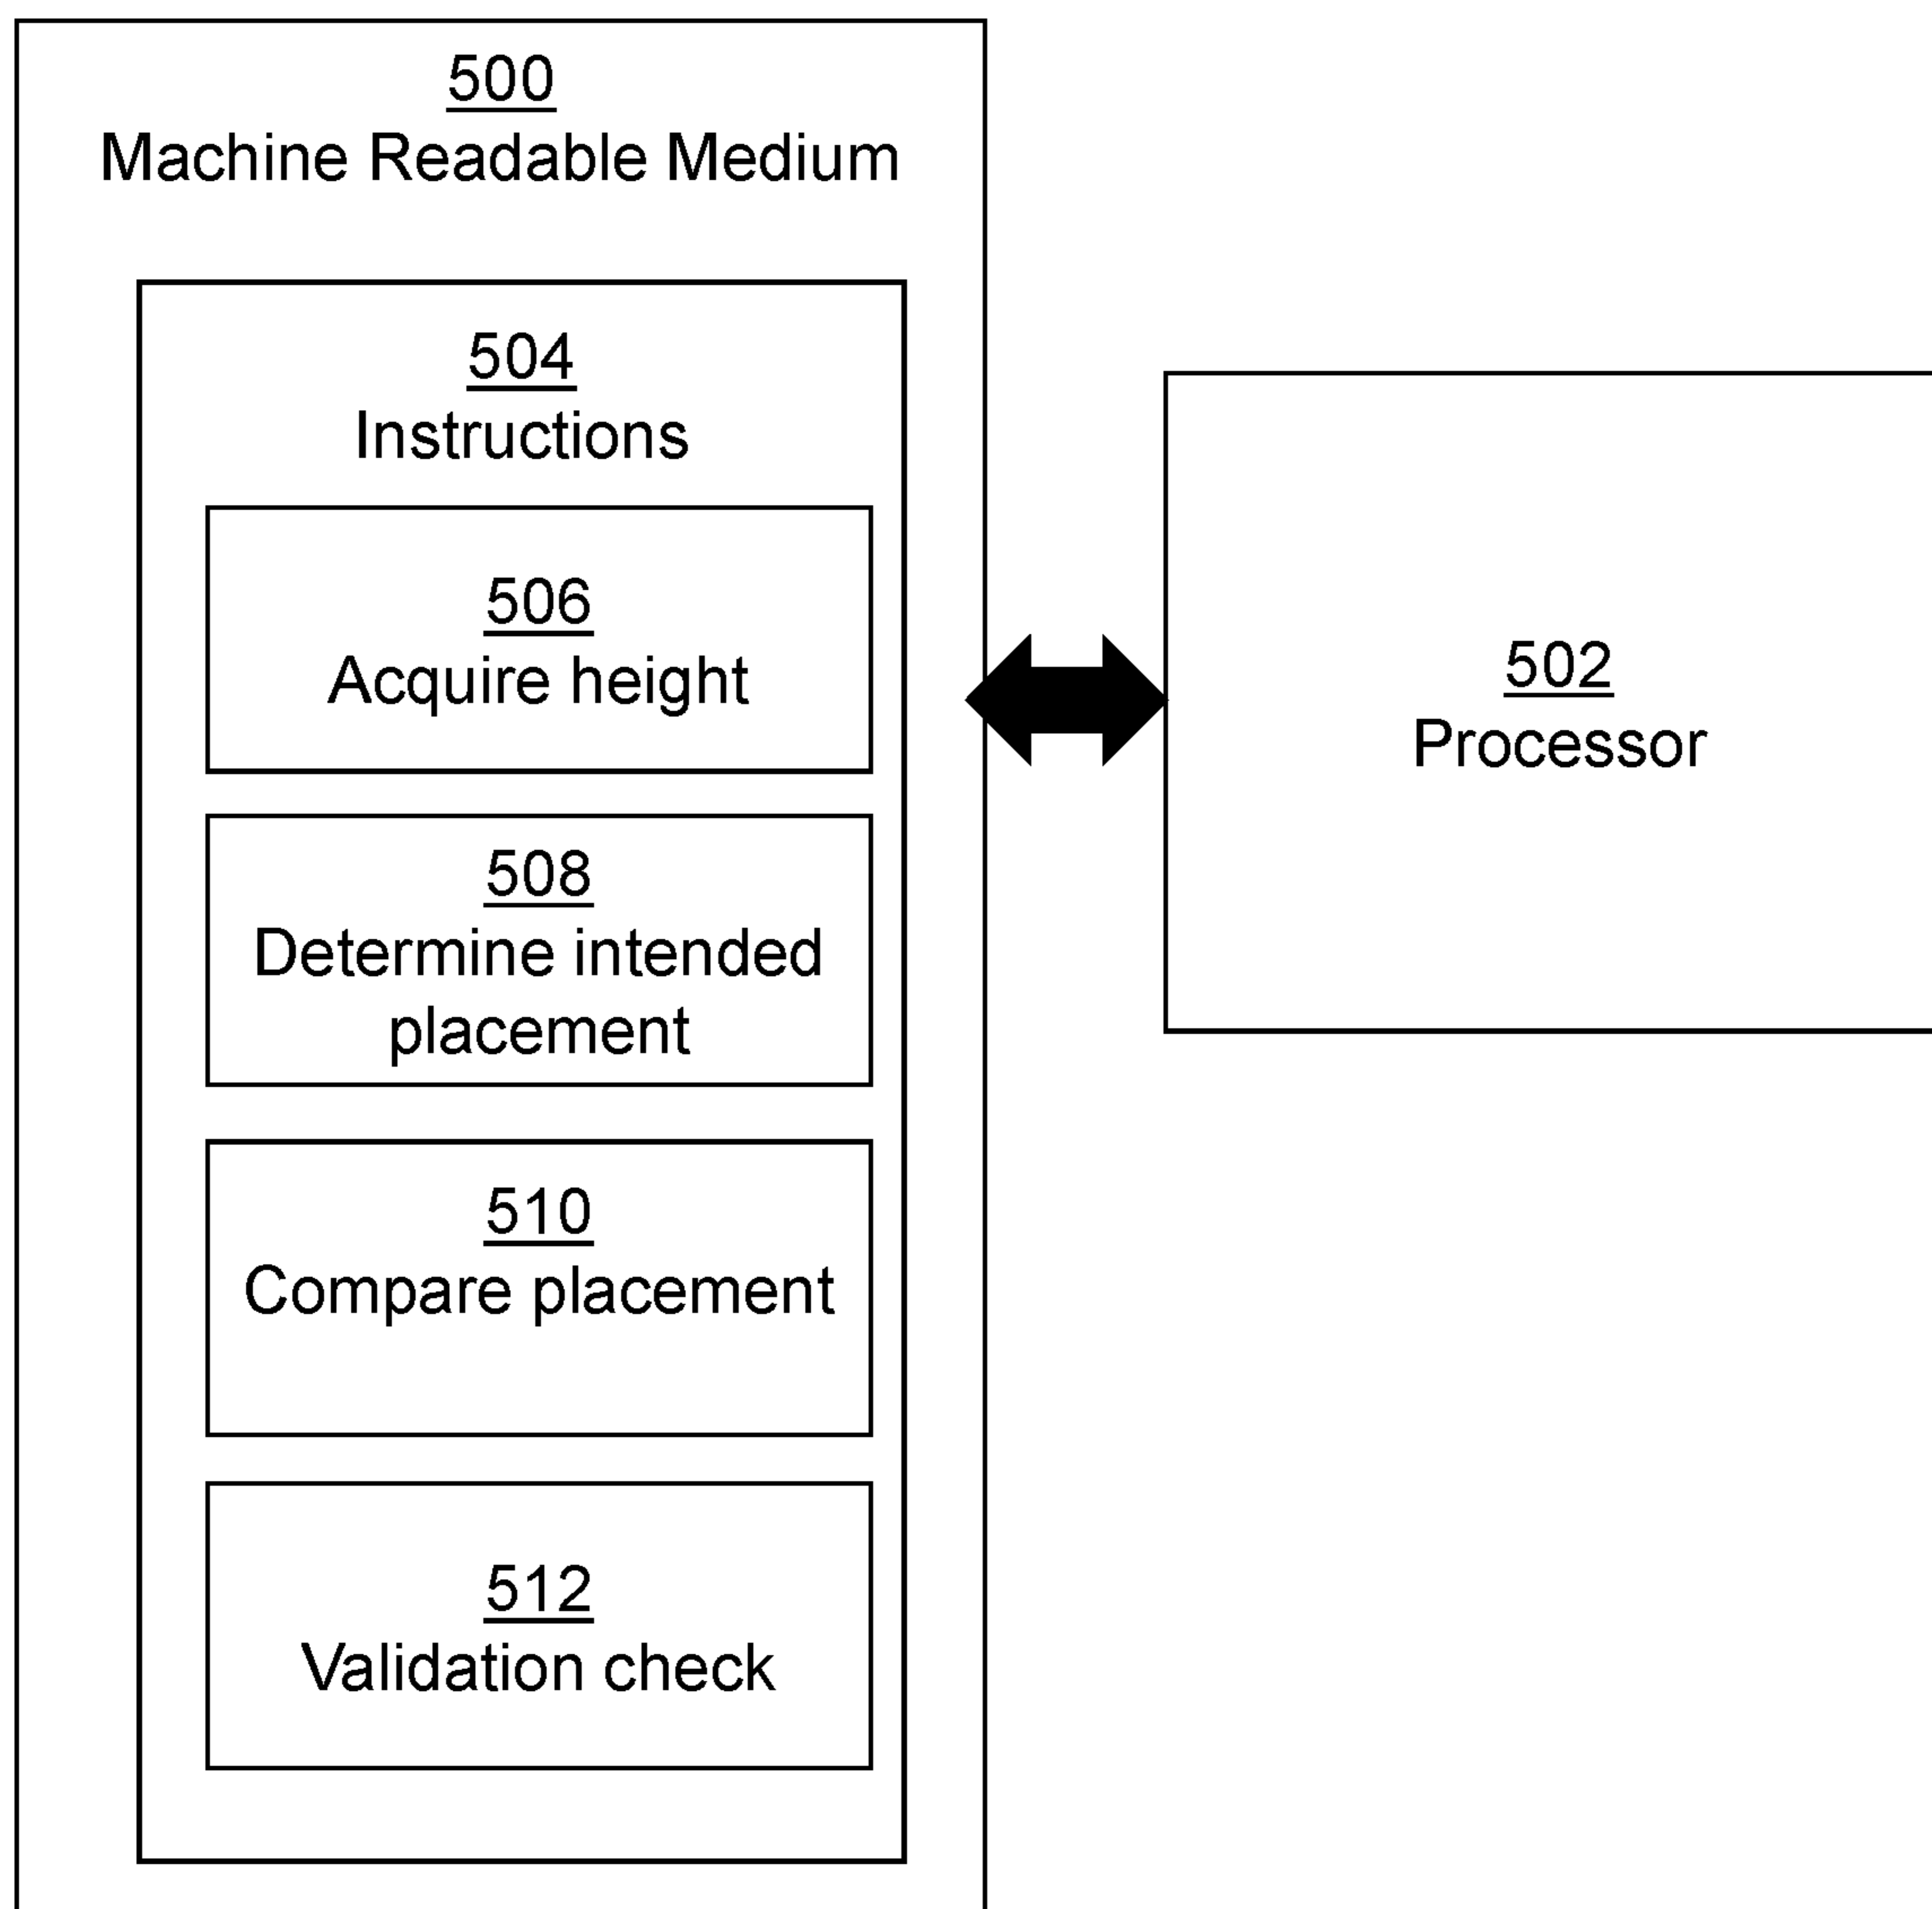 500
Machine Readable Medium
504
Instructions
506
Acquire height
508
Determine intended
placement
510
Compare placement
512
Validation check
502
Processor